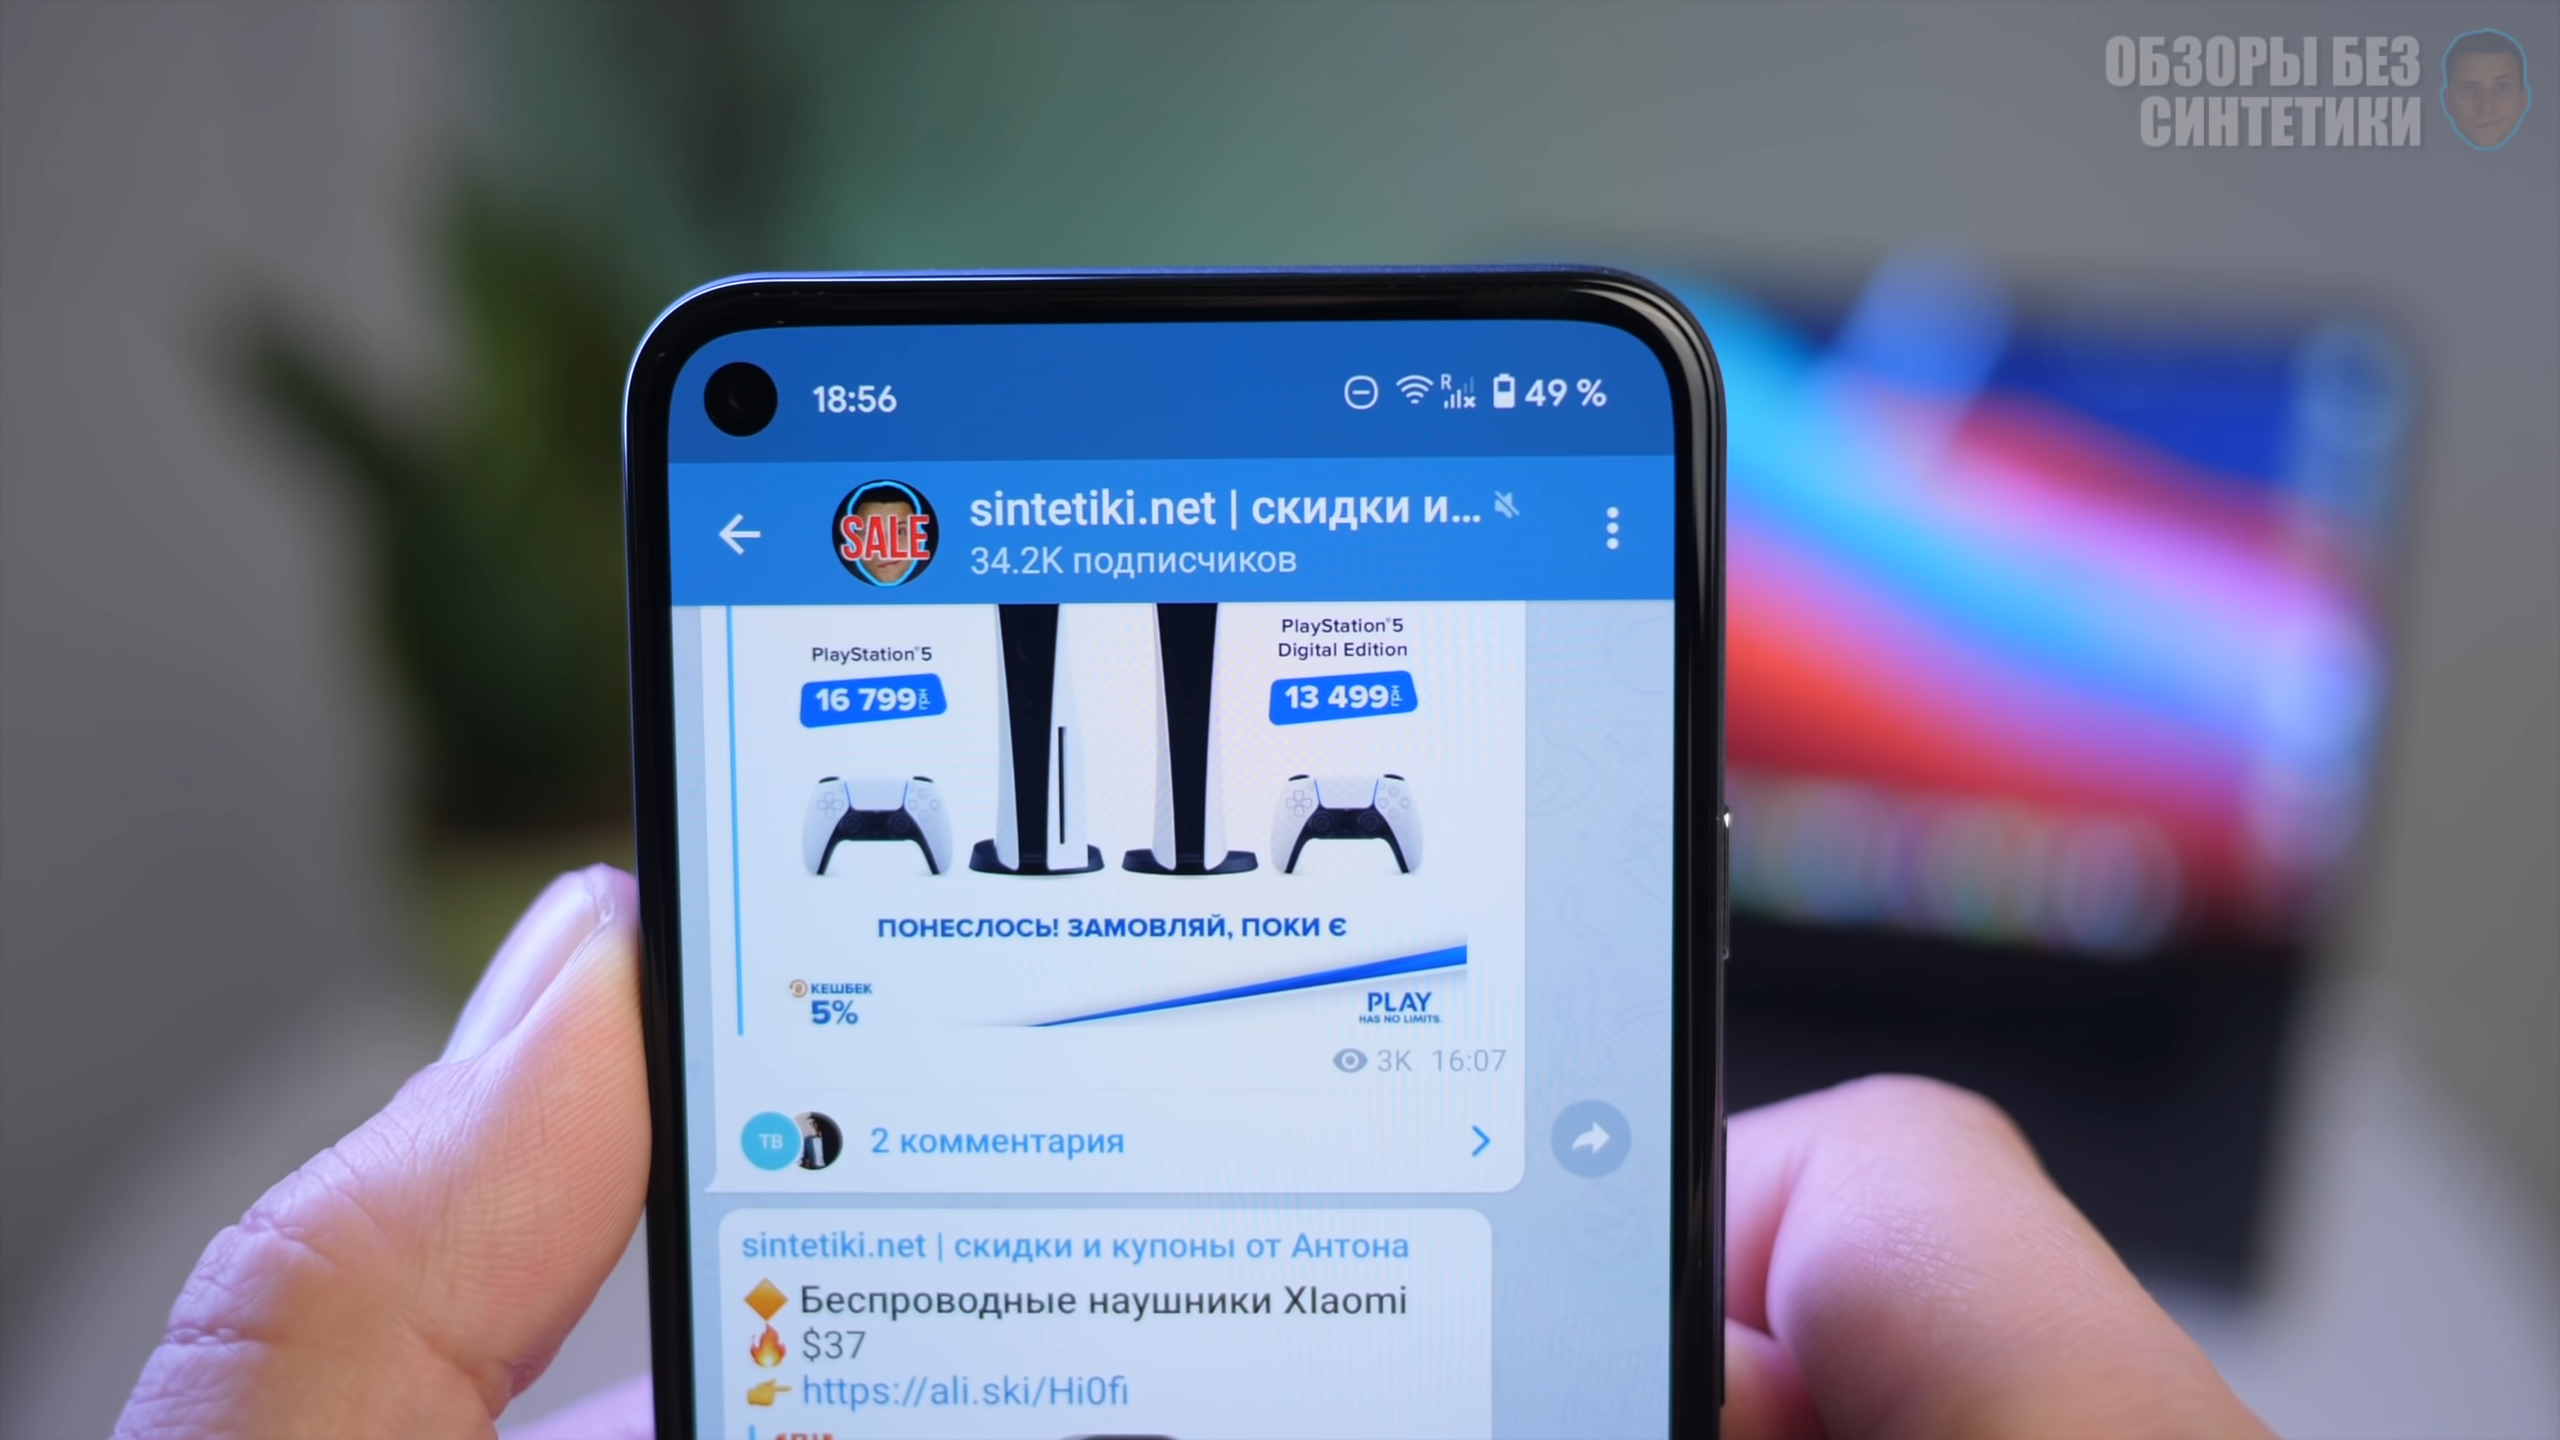 ОБЗОРЫ БЕЗ
СИНТЕТИКИ
18:56
R
49 %
SALE
sintetiki.net | скидки и...
34.2K подписчиков
PlayStation®5
16 799 грн
PlayStation®5
Digital Edition
13 499 грн
ПОНЕСЛОСЬ! ЗАМОВЛЯЙ, ПОКИ Є
КЕШБЕК
5%
PLAY
HAS NO LIMITS.
3K 16:07
ТВ
2 комментария
sintetiki.net | скидки и купоны от Антона
Беспроводные наушники XIaomi
$37
https://ali.ski/Hi0fi